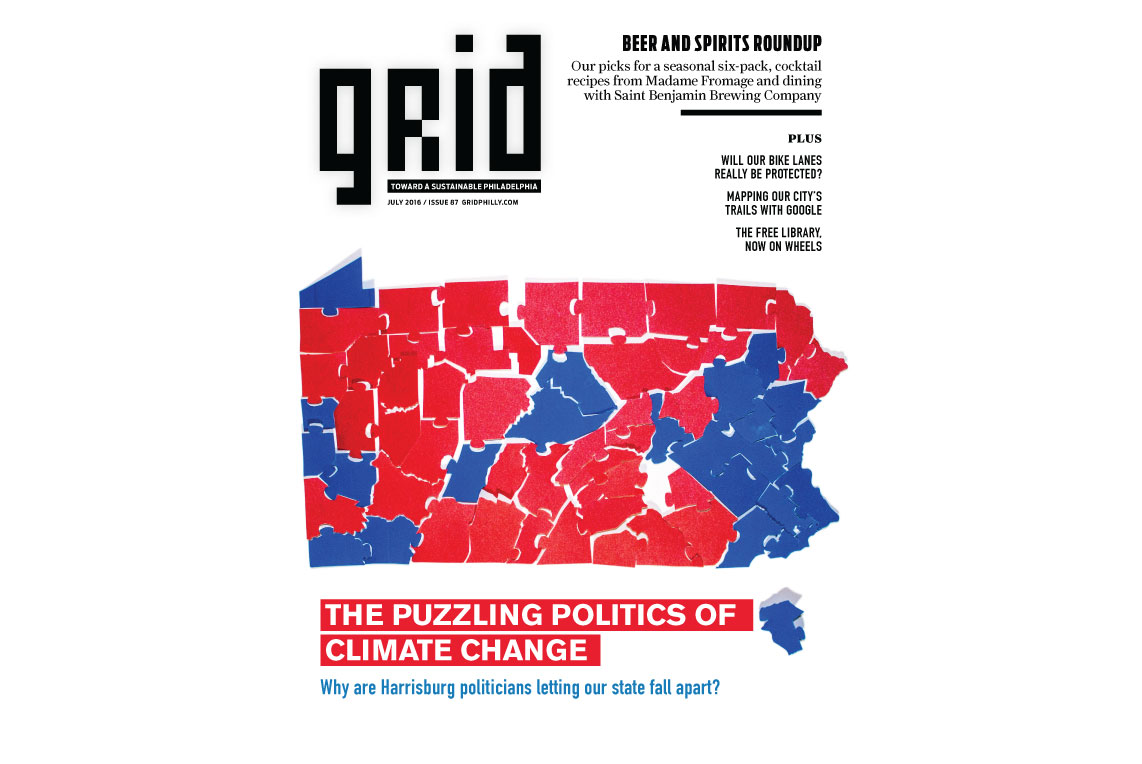 grid
TOWARD A SUSTAINABLE PHILADELPHIA
JULY 2016 / ISSUE 87 GRIDPHILLY.COM
BEER AND SPIRITS ROUNDUP
Our picks for a seasonal six-pack, cocktail
recipes from Madame Fromage and dining
with Saint Benjamin Brewing Company
PLUS
WILL OUR BIKE LANES
REALLY BE PROTECTED?
MAPPING OUR CITY'S
TRAILS WITH GOOGLE
THE FREE LIBRARY,
NOW ON WHEELS
THE PUZZLING POLITICS OF
CLIMATE CHANGE
Why are Harrisburg politicians letting our state fall apart?